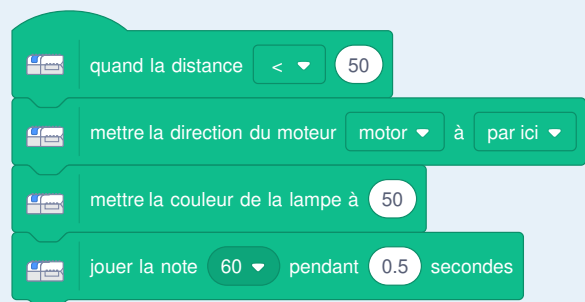 quand la distance < 50
mettre la direction du moteur motor à par ici
mettre la couleur de la lampe à 50
jouer la note 60 pendant 0.5 secondes